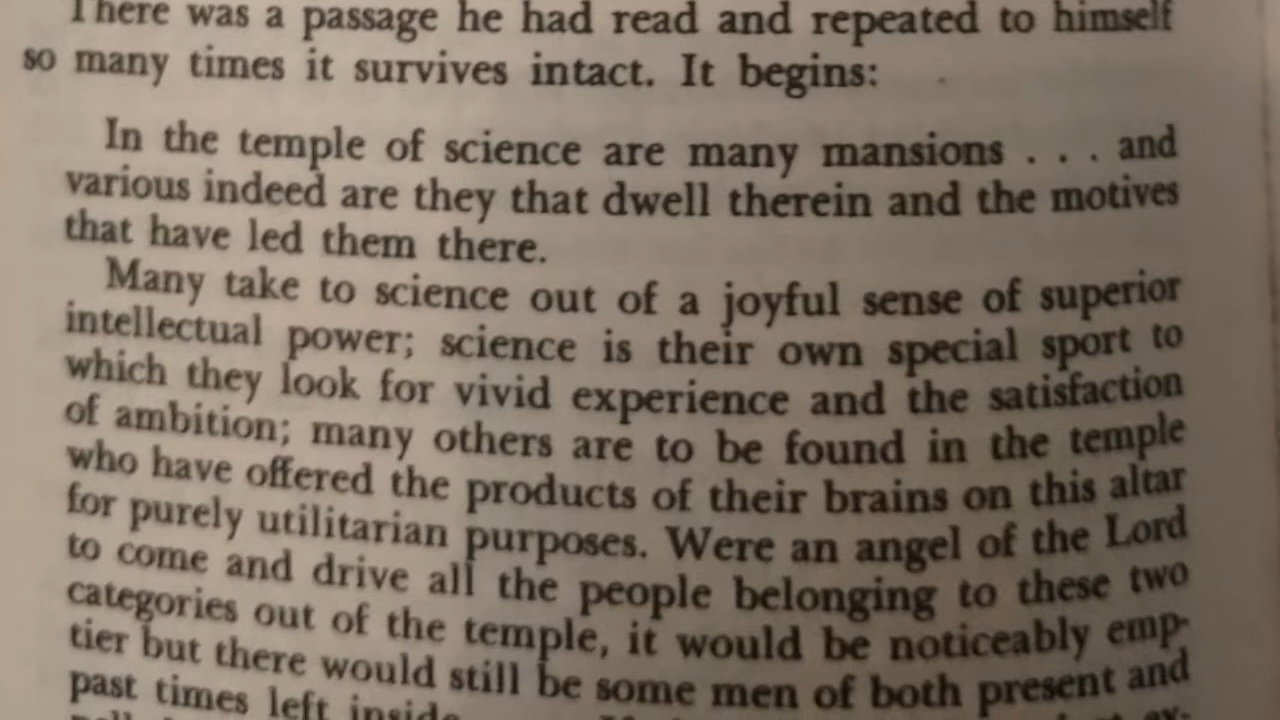 There was a passage he had read and repeated to himself
so many times it survives intact. It begins:
In the temple of science are many mansions . . . and
various indeed are they that dwell therein and the motives
that have led them there.
Many take to science out of a joyful sense of superior
intellectual power; science is their own special sport to
which they look for vivid experience and the satisfaction
of ambition; many others are to be found in the temple
who have offered the products of their brains on this altar
for purely utilitarian purposes. Were an angel of the Lord
to come and drive all the people belonging to these two
categories out of the temple, it would be noticeably emp-
tier but there would still be some men of both present and
past times left inside